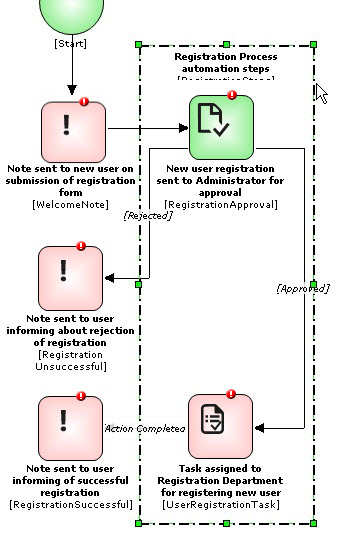 [Start]
Registration Process
automation steps
[RegistrationSteps]
Note sent to new user on
submission of registration
form
[WelcomeNote]
New user registration
sent to Administrator for
approval
[RegistrationApproval]
[Rejected]
[Approved]
Note sent to user
informing about rejection
of registration
[Registration
Unsuccessful]
Action Completed
Note sent to user
informing of successful
registration
[RegistrationSuccessful]
Task assigned to
Registration Department
for registering new user
[UserRegistrationTask]